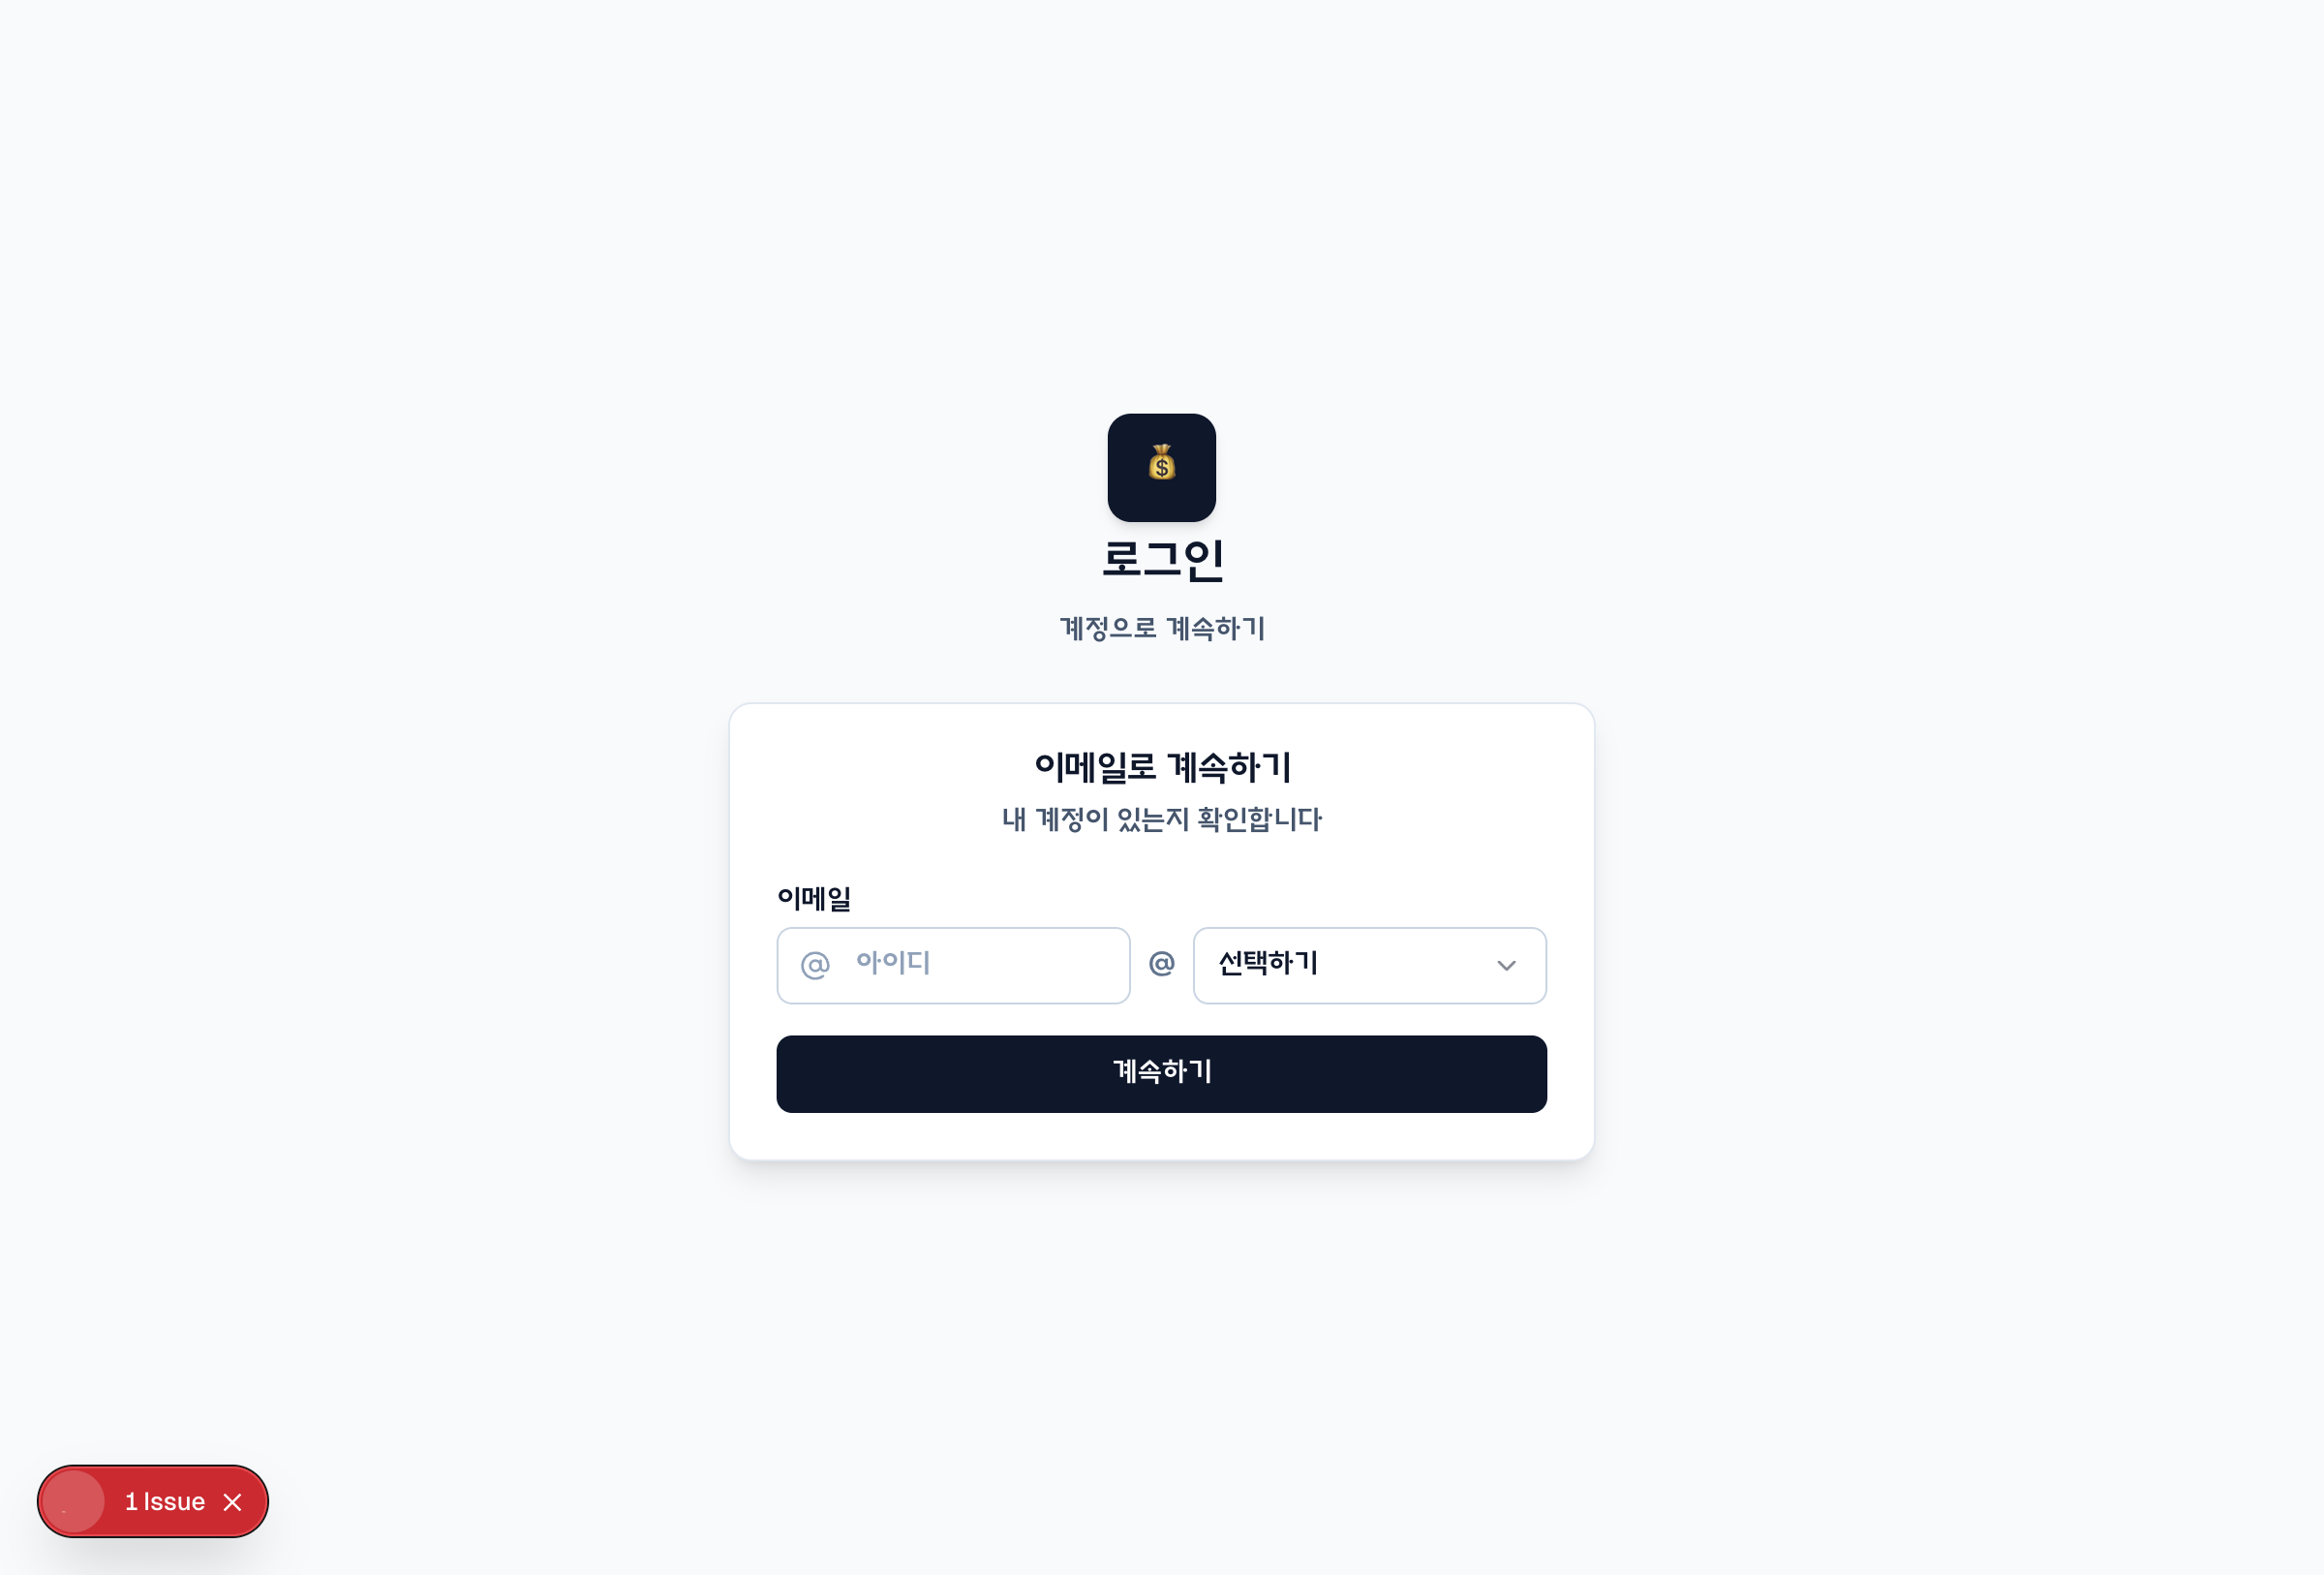 로그인
계정으로 계속하기
이메일로 계속하기
내 계정이 있는지 확인합니다
이메일
@ 아이디 @ 선택하기
계속하기
1 Issue